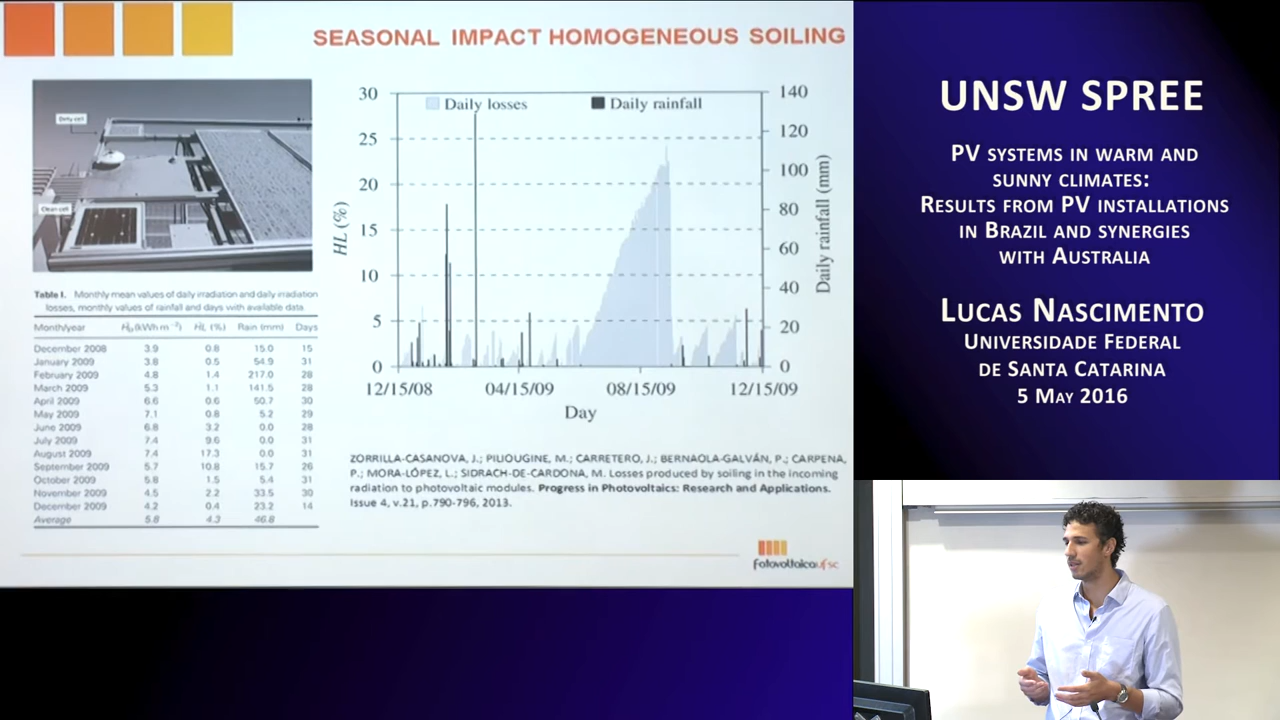 SEASONAL IMPACT HOMOGENEOUS SOILING
Dirty cell
Clean cell
Table I. Monthly mean values of daily irradiation and daily irradiation
losses, monthly values of rainfall and days with available data
Month/year (kWh m⁻²) HL (%) Rain (mm) Days
December 2008 3.9 0.8 15.0 15
January 2009 3.8 0.5 54.9 31
February 2009 4.8 1.4 217.0 28
March 2009 5.3 1.1 141.5 28
April 2009 6.6 0.6 50.7 30
May 2009 7.1 0.8 5.2 29
June 2009 6.8 3.2 0.0 28
July 2009 7.4 9.6 0.0 31
August 2009 7.4 17.3 0.0 31
September 2009 5.7 10.8 15.7 26
October 2009 5.8 1.5 5.4 31
November 2009 4.5 2.2 33.5 30
December 2009 4.2 0.4 23.2 14
Average 5.8 4.3 46.8
Daily losses Daily rainfall
30
25
20
15
10
5
0
HL (%)
140
120
100
80
60
40
20
0
Daily rainfall (mm)
12/15/08 04/15/09 08/15/09 12/15/09
Day
ZORRILLA-CASANOVA, J.; PILIOUGINE, M.; CARRETERO, J.; BERNAOLA-GALVÁN, P.; CARPENA,
P.; MORA-LÓPEZ, L.; SIDRACH-DE-CARDONA, M. Losses produced by soiling in the incoming
radiation to photovoltaic modules. Progress in Photovoltaics: Research and Applications.
Issue 4, v.21, p.790-796, 2013.
fotovoltaicaufsc
UNSW SPREE
PV SYSTEMS IN WARM AND
SUNNY CLIMATES:
RESULTS FROM PV INSTALLATIONS
IN BRAZIL AND SYNERGIES
WITH AUSTRALIA
LUCAS NASCIMENTO
UNIVERSIDADE FEDERAL
DE SANTA CATARINA
5 MAY 2016